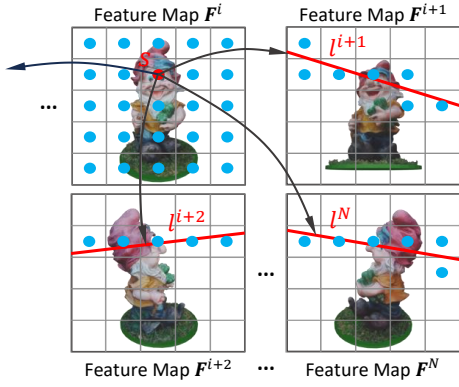 Feature Map F^i
Feature Map F^{i+1}
S
l^{i+1}
...
l^{i+2}
l^N
...
Feature Map F^{i+2}
...
Feature Map F^N